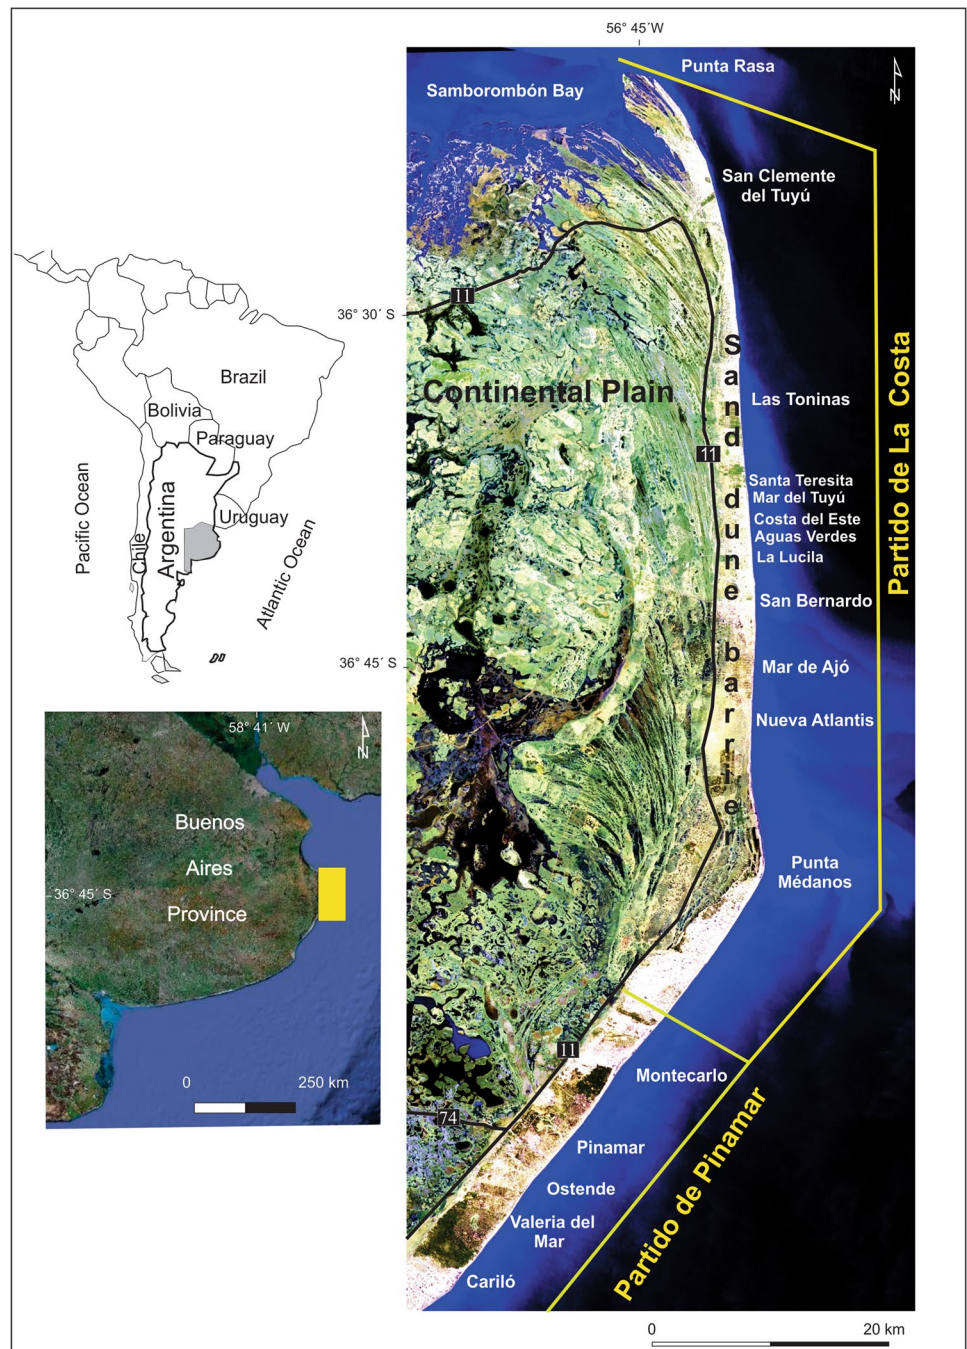 56° 45´W
Punta Rasa
N
Samborombón Bay
San Clemente
del Tuyú
11
36° 30´ S
Continental Plain
Sand dune barrier
Las Toninas
11
Santa Teresita
Mar del Tuyú
Costa del Este
Aguas Verdes
La Lucila
San Bernardo
36° 45´ S
Mar de Ajó
Nueva Atlantis
Punta
Médanos
Partido de La Costa
11
Montecarlo
74
Pinamar
Ostende
Valeria del
Mar
Cariló
Partido de Pinamar
0
20 km
Brazil
Bolivia
Paraguay
Uruguay
Argentina
Chile
Pacific Ocean
Atlantic Ocean
58° 41´ W
N
Buenos
Aires
Province
36° 45´ S
0
250 km